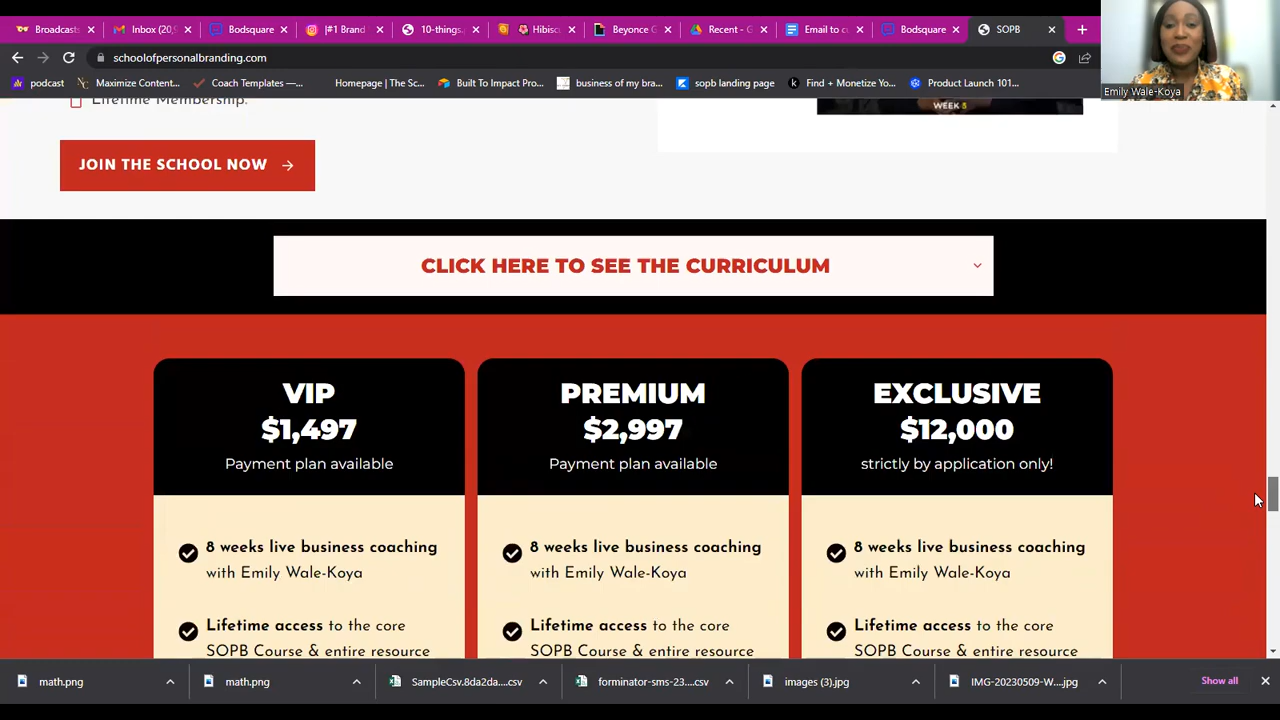 Broadcasts
Inbox (20,9
Bodsquare
|#1 Brand
10-things.
Hibiscu
Beyonce G
Recent - G
Email to cu
Bodsquare
SOPB
schoolofpersonalbranding.com
podcast
Maximize Content...
Coach Templates —...
Homepage | The Sc...
Built To Impact Pro...
business of my bra...
sopb landing page
Find + Monetize Yo...
Product Launch 101...
Emily Wale-Koya
Lifetime Membership.
WEEK 5
JOIN THE SCHOOL NOW →
CLICK HERE TO SEE THE CURRICULUM
VIP
$1,497
Payment plan available
8 weeks live business coaching
with Emily Wale-Koya
Lifetime access to the core
SOPB Course & entire resource
PREMIUM
$2,997
Payment plan available
8 weeks live business coaching
with Emily Wale-Koya
Lifetime access to the core
SOPB Course & entire resource
EXCLUSIVE
$12,000
strictly by application only!
8 weeks live business coaching
with Emily Wale-Koya
Lifetime access to the core
SOPB Course & entire resource
math.png
math.png
SampleCsv.8da2da....csv
forminator-sms-23....csv
images (3).jpg
IMG-20230509-W....jpg
Show all